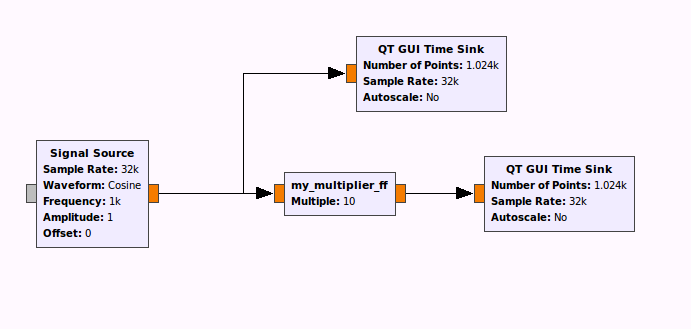 QT GUI Time Sink
Number of Points: 1.024k
Sample Rate: 32k
Autoscale: No
Signal Source
Sample Rate: 32k
Waveform: Cosine
Frequency: 1k
Amplitude: 1
Offset: 0
my_multiplier_ff
Multiple: 10
QT GUI Time Sink
Number of Points: 1.024k
Sample Rate: 32k
Autoscale: No